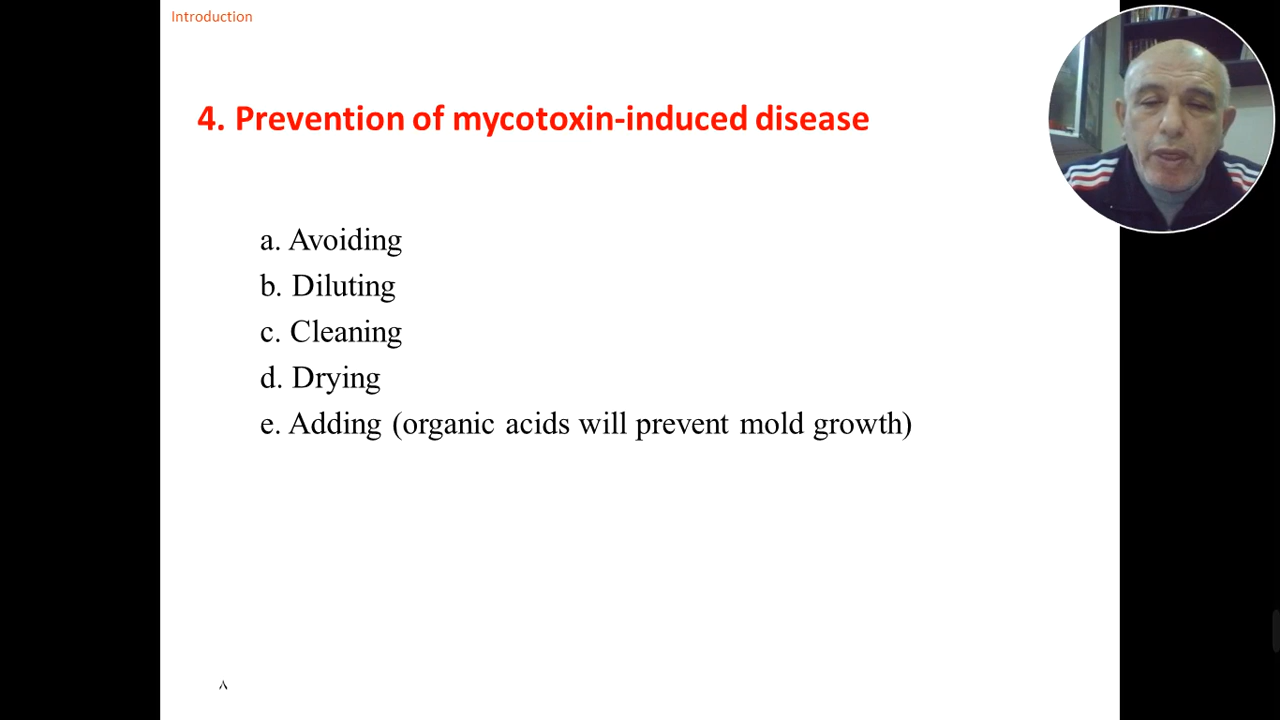 Introduction
4. Prevention of mycotoxin-induced disease
a. Avoiding
b. Diluting
c. Cleaning
d. Drying
e. Adding (organic acids will prevent mold growth)
٨